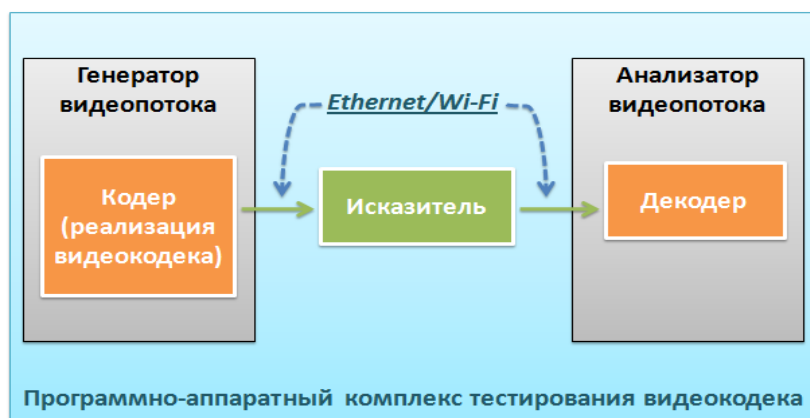 Генератор
видеопотока
Ethernet/Wi-Fi
Анализатор
видеопотока
Кодер
(реализация
видеокодека)
Исказитель
Декодер
Программно-аппаратный комплекс тестирования видеокодека